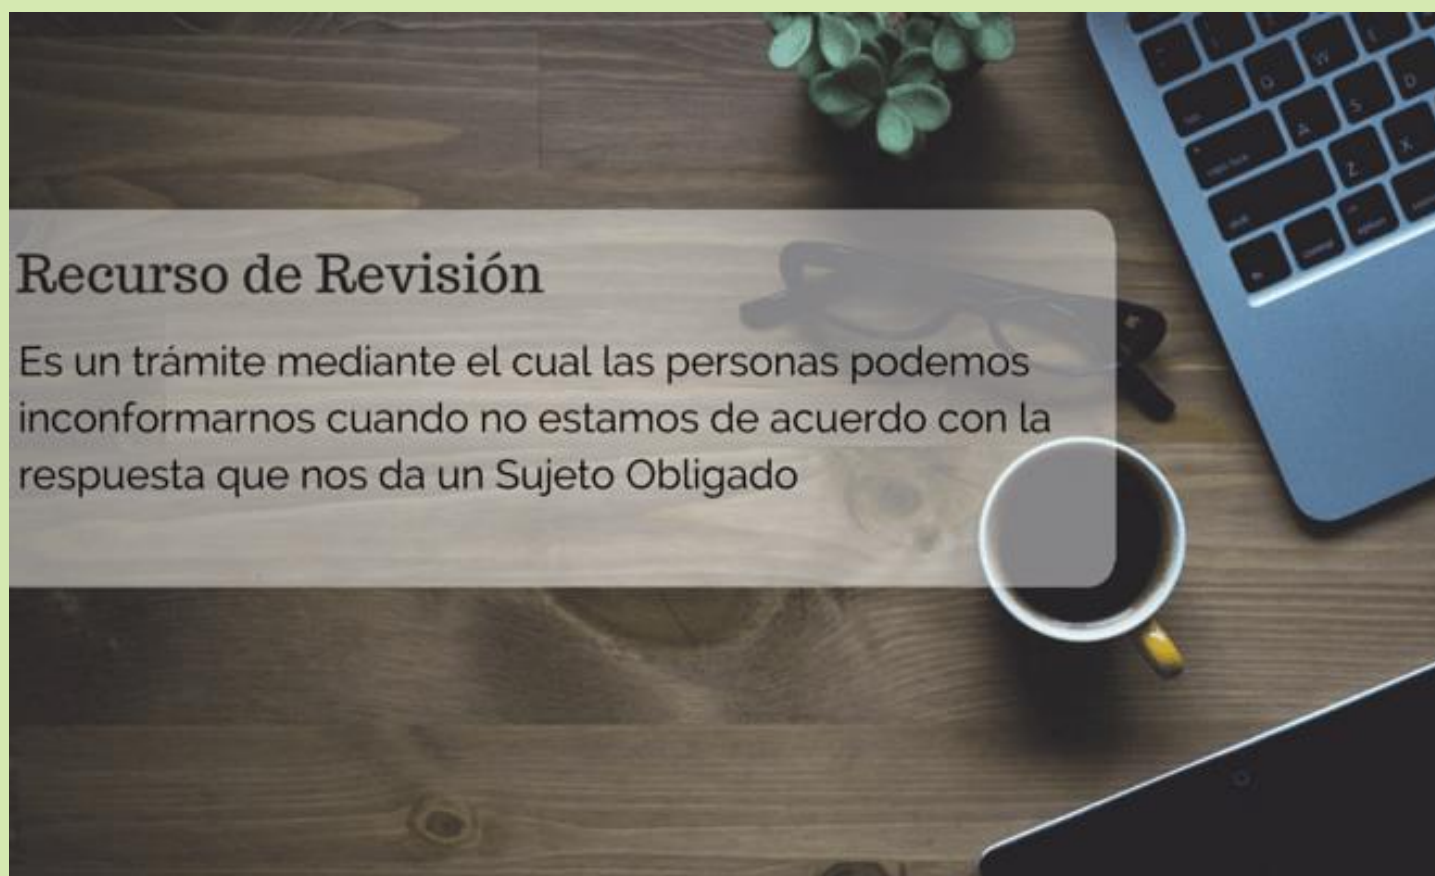 Recurso de Revisión
Es un trámite mediante el cual las personas podemos
inconformarnos cuando no estamos de acuerdo con la
respuesta que nos da un Sujeto Obligado